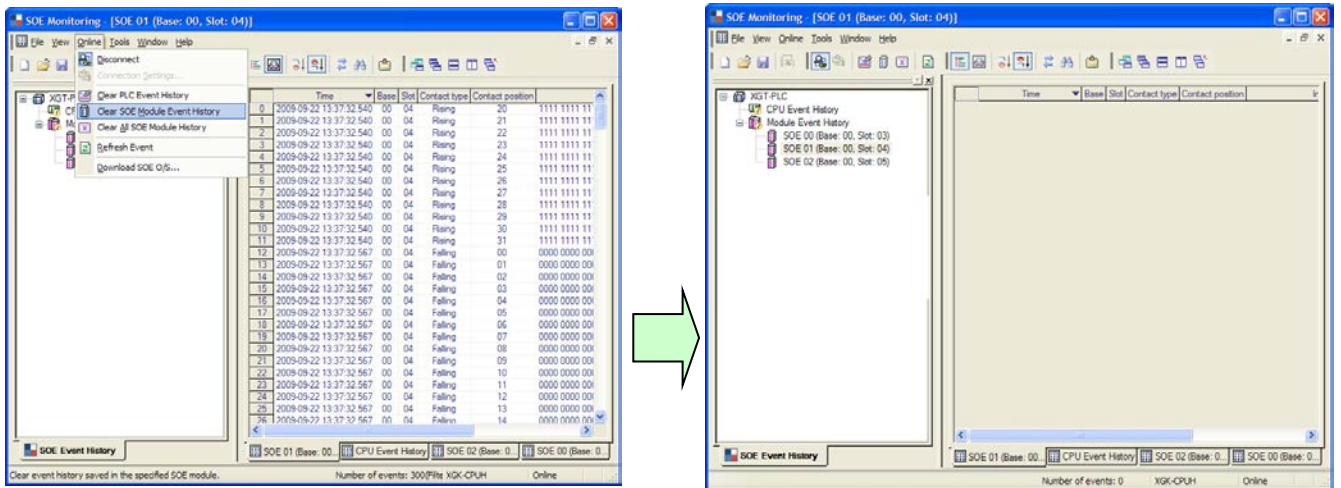 SOE Monitoring - [SOE 01 (Base: 00, Slot: 04)]
File View Online Tools Window Help
Disconnect
Connection Settings...
Clear PLC Event History
Clear SOE Module Event History
Clear All SOE Module History
Refresh Event
Download SOE O/S...
XGT-P
CP
Mo
Time Base Slot Contact type Contact position
0 2009-09-22 13:37:32.540 00 04 Rising 20 1111 1111 11
1 2009-09-22 13:37:32.540 00 04 Rising 21 1111 1111 11
2 2009-09-22 13:37:32.540 00 04 Rising 22 1111 1111 11
3 2009-09-22 13:37:32.540 00 04 Rising 23 1111 1111 11
4 2009-09-22 13:37:32.540 00 04 Rising 24 1111 1111 11
5 2009-09-22 13:37:32.540 00 04 Rising 25 1111 1111 11
6 2009-09-22 13:37:32.540 00 04 Rising 26 1111 1111 11
7 2009-09-22 13:37:32.540 00 04 Rising 27 1111 1111 11
8 2009-09-22 13:37:32.540 00 04 Rising 28 1111 1111 11
9 2009-09-22 13:37:32.540 00 04 Rising 29 1111 1111 11
10 2009-09-22 13:37:32.540 00 04 Rising 30 1111 1111 11
11 2009-09-22 13:37:32.540 00 04 Rising 31 1111 1111 11
12 2009-09-22 13:37:32.567 00 04 Falling 00 0000 0000 00
13 2009-09-22 13:37:32.567 00 04 Falling 01 0000 0000 00
14 2009-09-22 13:37:32.567 00 04 Falling 02 0000 0000 00
15 2009-09-22 13:37:32.567 00 04 Falling 03 0000 0000 00
16 2009-09-22 13:37:32.567 00 04 Falling 04 0000 0000 00
17 2009-09-22 13:37:32.567 00 04 Falling 05 0000 0000 00
18 2009-09-22 13:37:32.567 00 04 Falling 06 0000 0000 00
19 2009-09-22 13:37:32.567 00 04 Falling 07 0000 0000 00
20 2009-09-22 13:37:32.567 00 04 Falling 08 0000 0000 00
21 2009-09-22 13:37:32.567 00 04 Falling 09 0000 0000 00
22 2009-09-22 13:37:32.567 00 04 Falling 10 0000 0000 00
23 2009-09-22 13:37:32.567 00 04 Falling 11 0000 0000 00
24 2009-09-22 13:37:32.567 00 04 Falling 12 0000 0000 00
25 2009-09-22 13:37:32.567 00 04 Falling 13 0000 0000 00
26 2009-09-22 13:37:32.567 00 04 Falling 14 0000 0000 00
SOE Event History
SOE 01 (Base: 00... CPU Event History SOE 02 (Base: 0... SOE 00 (Base: 0...
Clear event history saved in the specified SOE module. Number of events: 300(Filte XGK-CPUH Online
SOE Monitoring - [SOE 01 (Base: 00, Slot: 04)]
File View Online Tools Window Help
XGT-PLC
CPU Event History
Module Event History
SOE 00 (Base: 00, Slot: 03)
SOE 01 (Base: 00, Slot: 04)
SOE 02 (Base: 00, Slot: 05)
Time Base Slot Contact type Contact position Ir
SOE Event History
SOE 01 (Base: 00... CPU Event History SOE 02 (Base: 0... SOE 00 (Base: 0...
Number of events: 0 XGK-CPUH Online